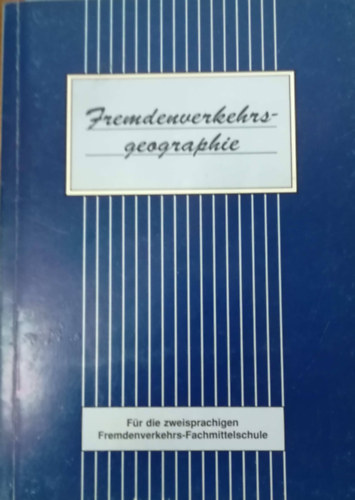 Fremdenverkehrs-
geographie
Für die zweisprachigen
Fremdenverkehrs-Fachmittelschule